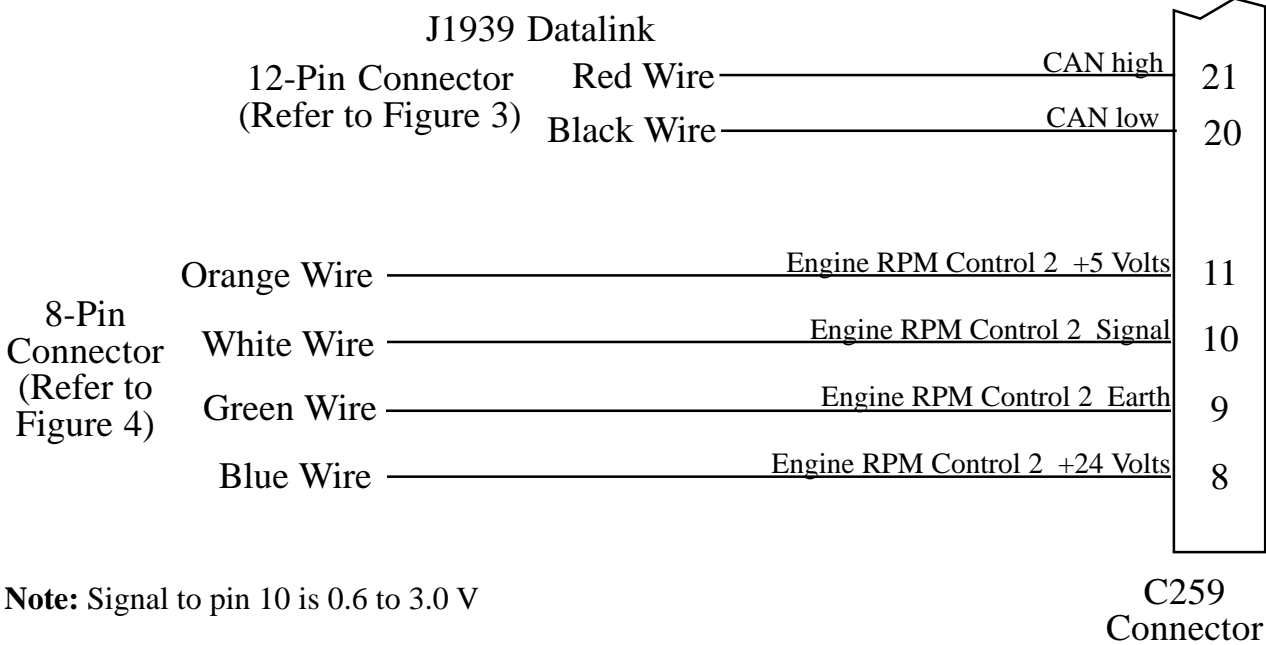 J1939 Datalink
12-Pin Connector
(Refer to Figure 3)
Red Wire
CAN high
21
Black Wire
CAN low
20
8-Pin
Connector
(Refer to
Figure 4)
Orange Wire
Engine RPM Control 2 +5 Volts
11
White Wire
Engine RPM Control 2 Signal
10
Green Wire
Engine RPM Control 2 Earth
9
Blue Wire
Engine RPM Control 2 +24 Volts
8
Note: Signal to pin 10 is 0.6 to 3.0 V
C259
Connector